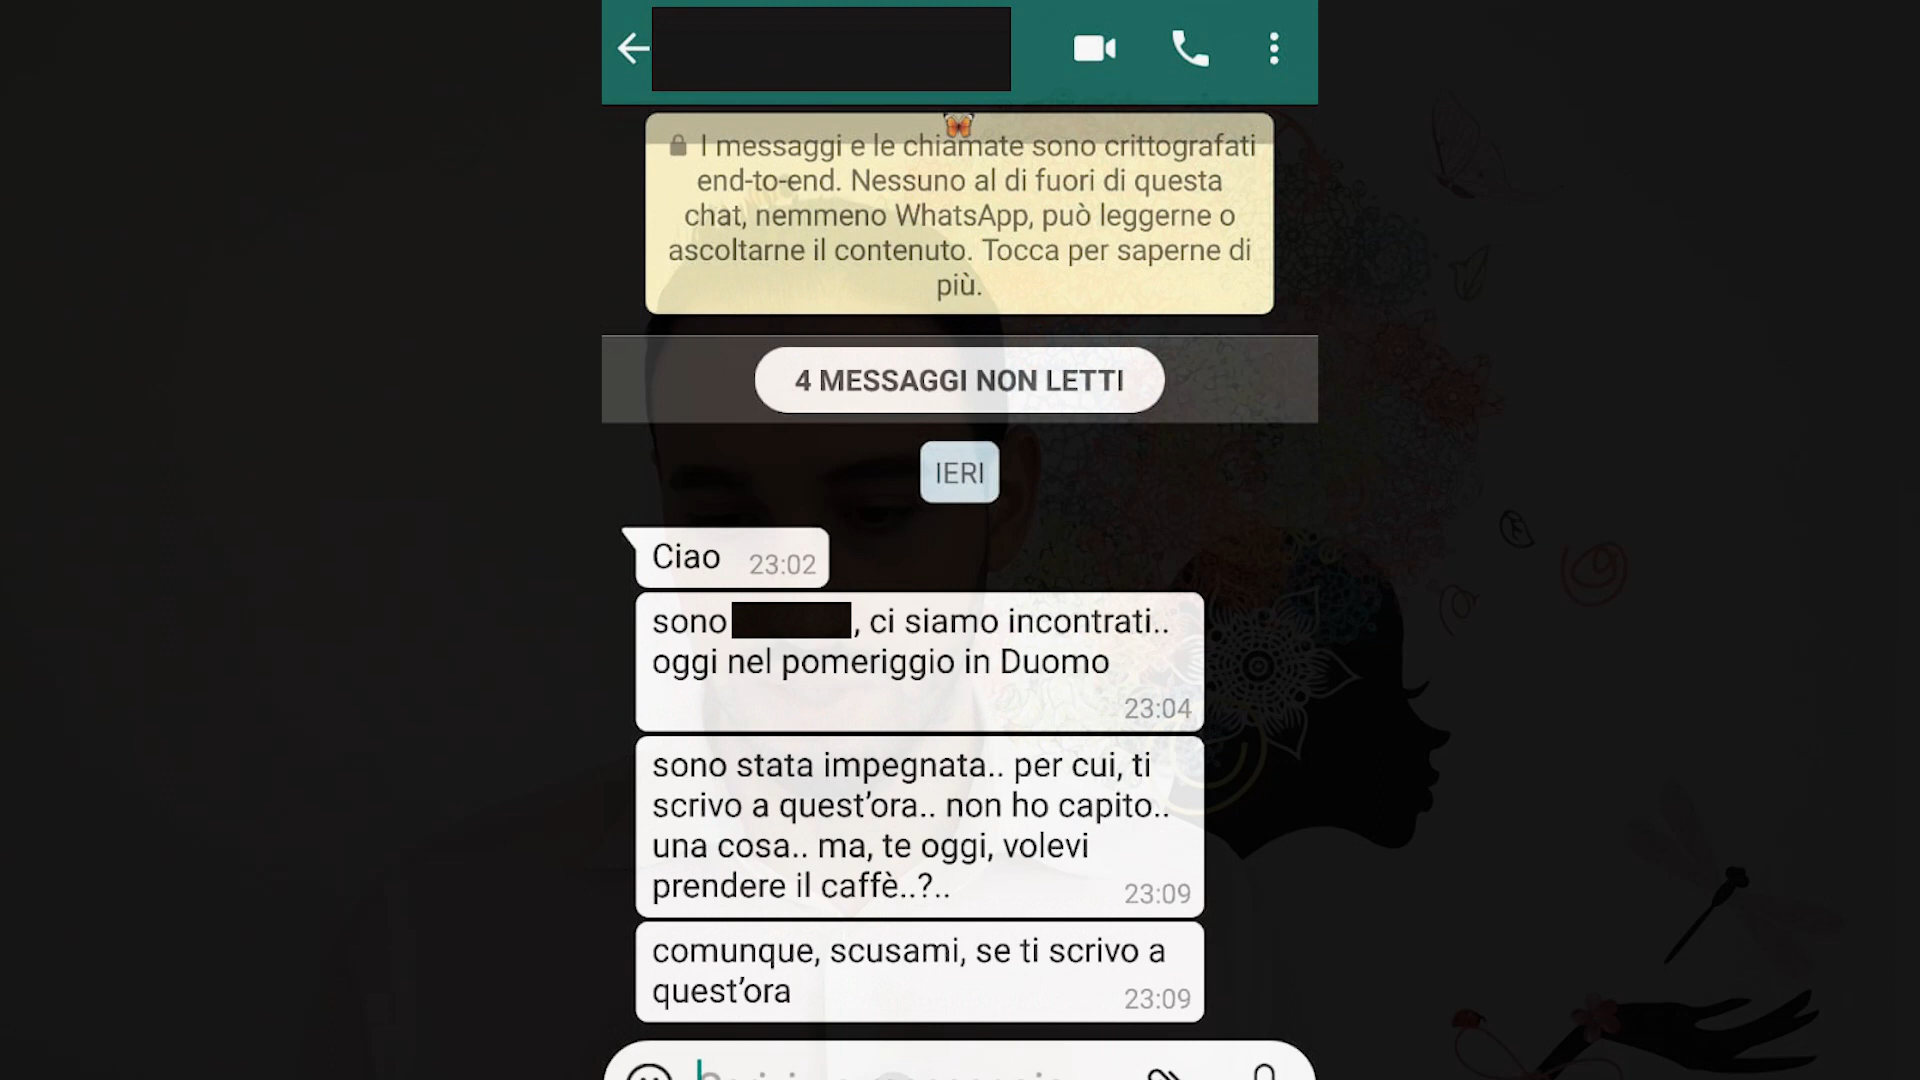 I messaggi e le chiamate sono crittografati
end-to-end. Nessuno al di fuori di questa
chat, nemmeno WhatsApp, può leggerne o
ascoltarne il contenuto. Tocca per saperne di
più.
4 MESSAGGI NON LETTI
IERI
Ciao 23:02
sono , ci siamo incontrati..
oggi nel pomeriggio in Duomo
23:04
sono stata impegnata.. per cui, ti
scrivo a quest'ora.. non ho capito..
una cosa.. ma, te oggi, volevi
prendere il caffè..?.. 23:09
comunque, scusami, se ti scrivo a
quest'ora 23:09